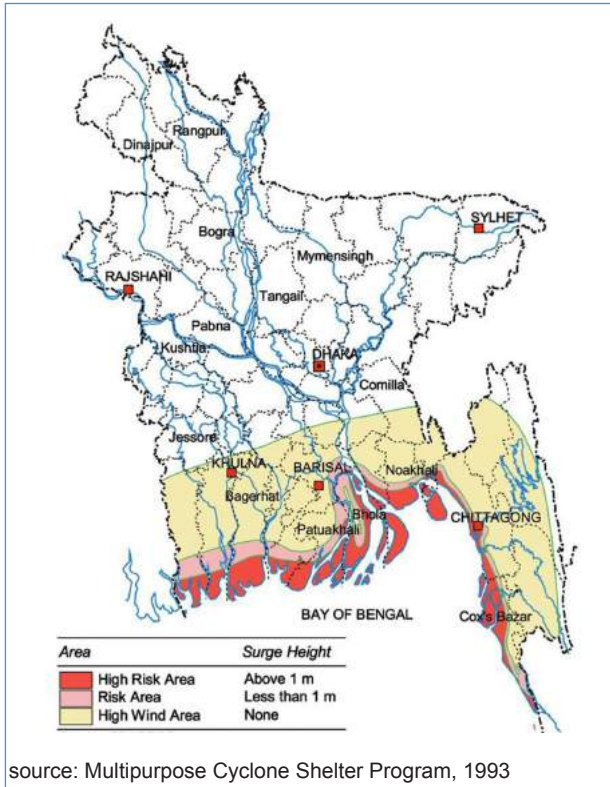 Rangpur
Dinajpur
SYLHET
Bogra
Mymensingh
RAJSHAHI
Tangail
Pabna
DHAKA
Kushtia
Comilla
Jessore
KHULNA
BARISAL
Noakhali
Bagerhat
Bhola
Patuakhali
CHITTAGONG
BAY OF BENGAL
Cox's Bazar
Area Surge Height
High Risk Area Above 1 m
Risk Area Less than 1 m
High Wind Area None
source: Multipurpose Cyclone Shelter Program, 1993